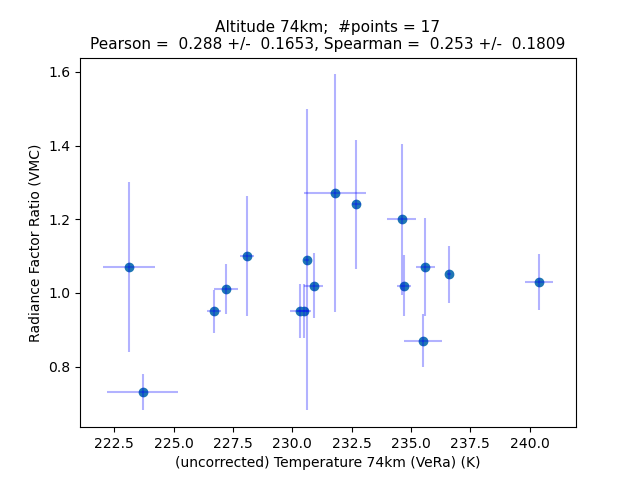 Altitude 74km;  #points = 17
Pearson =  0.288 +/-  0.1653, Spearman =  0.253 +/-  0.1809
1.6
1.4
1.2
1.0
0.8
Radiance Factor Ratio (VMC)
222.5 225.0 227.5 230.0 232.5 235.0 237.5 240.0
(uncorrected) Temperature 74km (VeRa) (K)